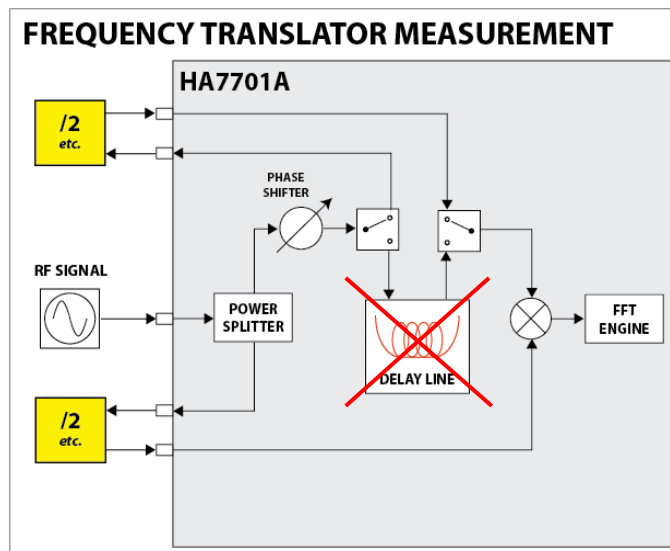 FREQUENCY TRANSLATOR MEASUREMENT
HA7701A
/2
etc.
PHASE
SHIFTER
RF SIGNAL
POWER
SPLITTER
DELAY LINE
FFT
ENGINE
/2
etc.